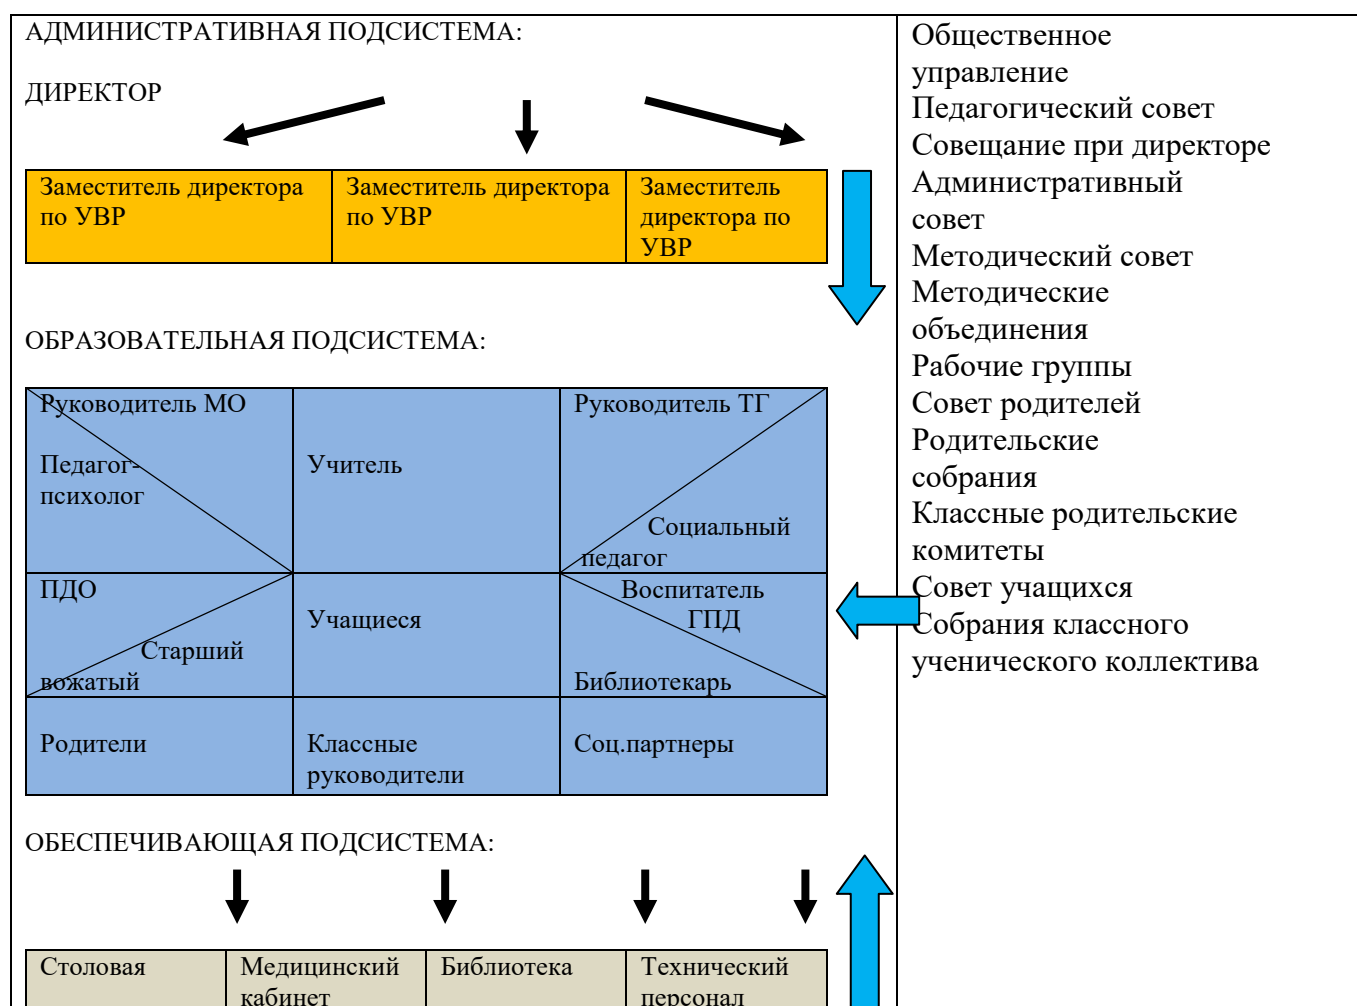 АДМИНИСТРАТИВНАЯ ПОДСИСТЕМА:
ДИРЕКТОР
Заместитель директора
по УВР
Заместитель директора
по УВР
Заместитель
директора по
УВР
ОБРАЗОВАТЕЛЬНАЯ ПОДСИСТЕМА:
Руководитель МО
Педагог-
психолог
Учитель
Руководитель ТГ
Социальный
педагог
ПДО
Старший
вожатый
Учащиеся
Воспитатель
ГПД
Библиотекарь
Родители
Классные
руководители
Соц.партнеры
ОБЕСПЕЧИВАЮЩАЯ ПОДСИСТЕМА:
Столовая
Медицинский
кабинет
Библиотека
Технический
персонал
Общественное
управление
Педагогический совет
Совещание при директоре
Административный
совет
Методический совет
Методические
объединения
Рабочие группы
Совет родителей
Родительские
собрания
Классные родительские
комитеты
Совет учащихся
Собрания классного
ученического коллектива